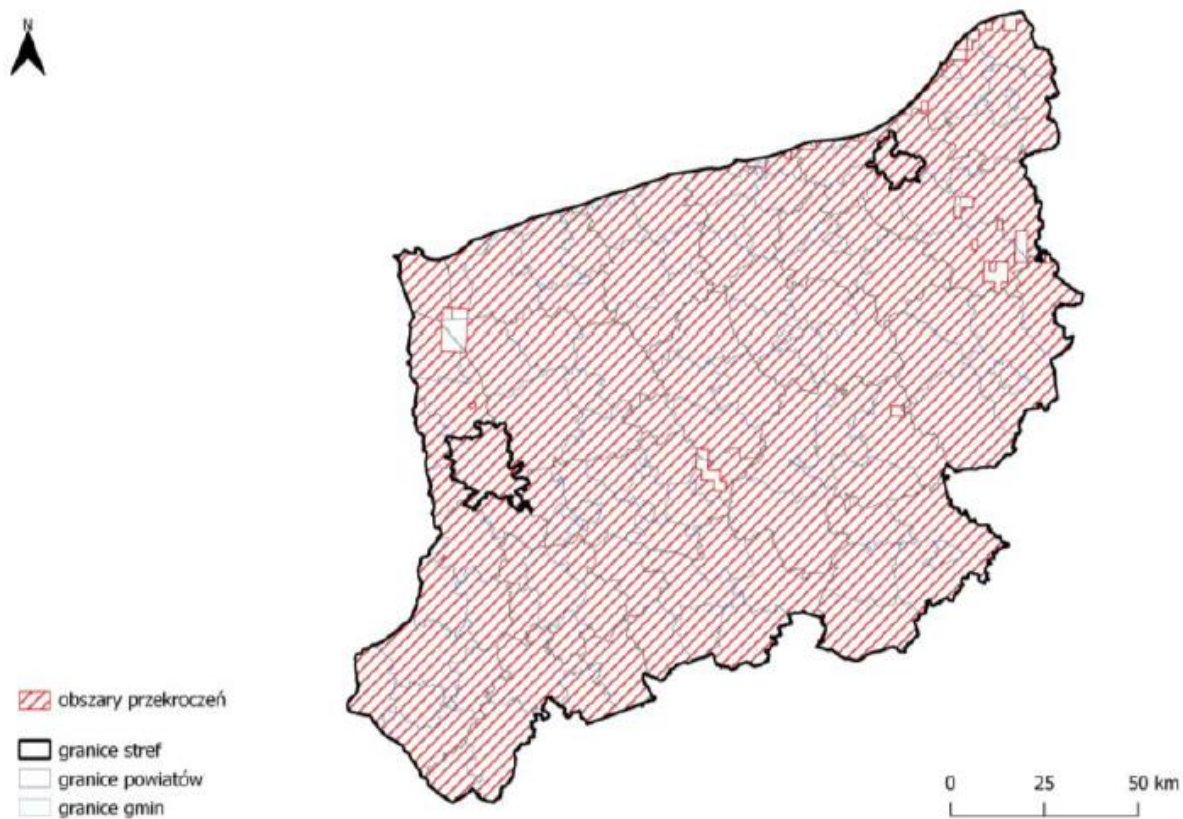 N
obszary przekroczeń
granice stref
granice powiatów
granice gmin
0 25 50 km